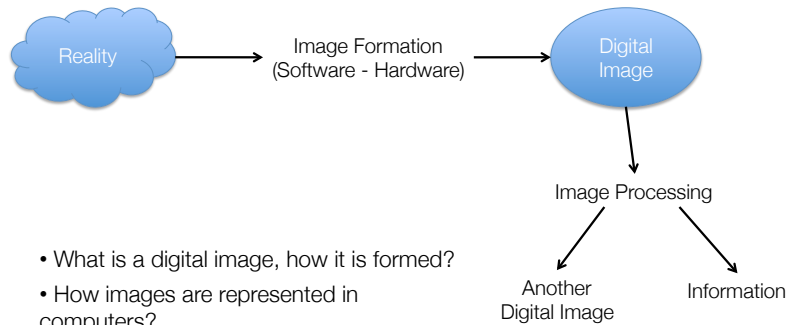 Reality
Image Formation
(Software - Hardware)
Digital
Image
Image Processing
• What is a digital image, how it is formed?
• How images are represented in
computers?
Another
Digital Image
Information